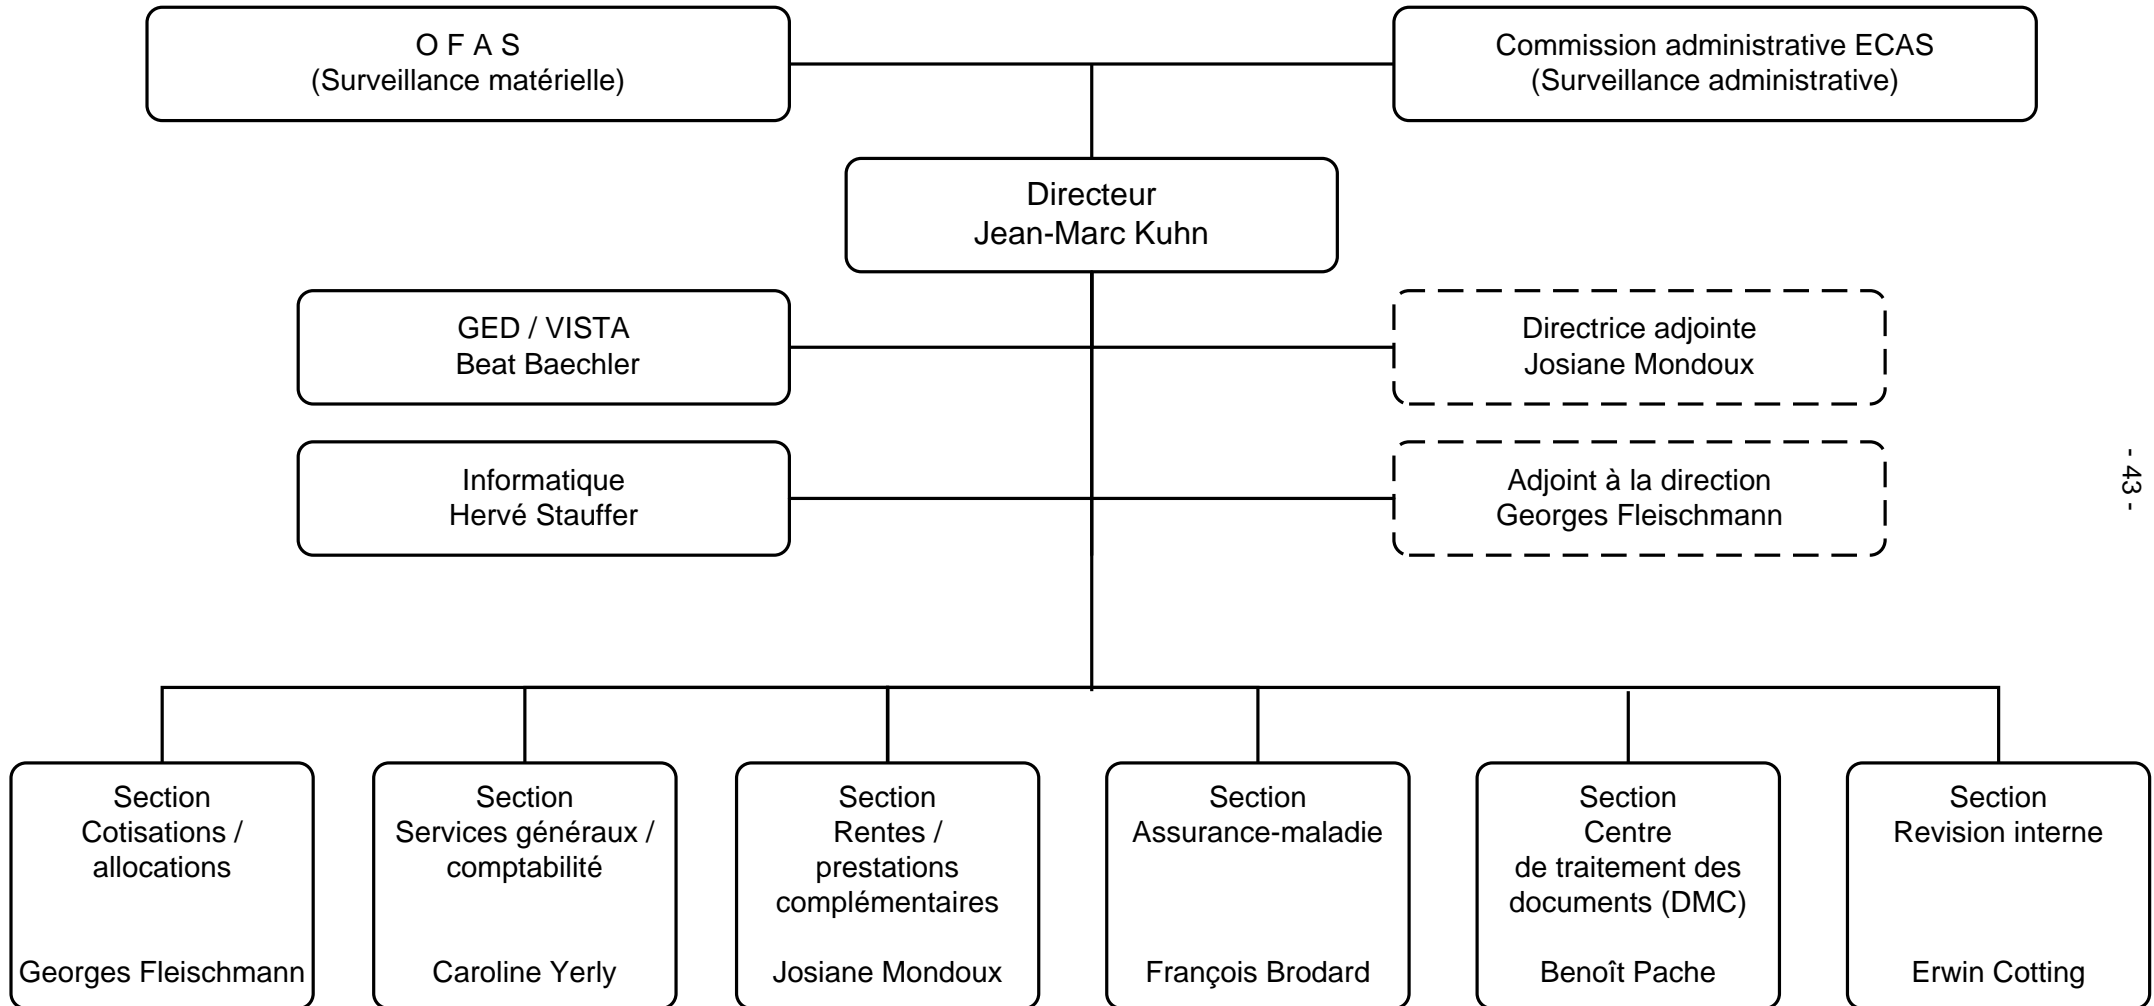 O F A S
(Surveillance matérielle)
Commission administrative ECAS
(Surveillance administrative)
Directeur
Jean-Marc Kuhn
GED / VISTA
Beat Baechler
Directrice adjointe
Josiane Mondoux
Informatique
Hervé Stauffer
Adjoint à la direction
Georges Fleischmann
- 43 -
Section
Cotisations /
allocations
Georges Fleischmann
Section
Services généraux /
comptabilité
Caroline Yerly
Section
Rentes /
prestations
complémentaires
Josiane Mondoux
Section
Assurance-maladie
François Brodard
Section
Centre
de traitement des
documents (DMC)
Benoît Pache
Section
Revision interne
Erwin Cotting